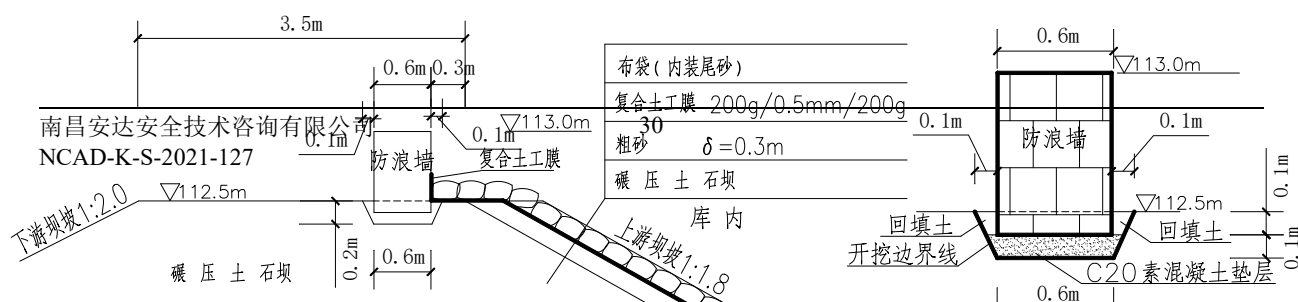 3.5m
0.6m
0.3m
布袋(内装尾砂)
复合土工膜 200g/0.5mm/200g
粗砂 δ=0.3m
碾压土石坝
南昌安达安全技术咨询有限公司
30
NCAD-K-S-2021-127
0.1m
防浪墙
0.1m
▽113.0m
复合土工膜
▽112.5m
下游坝坡1:2.0
0.2m
碾压土石坝
0.6m
库内
上游坝坡1:1.8
0.6m
▽113.0m
0.1m
防浪墙
0.1m
0.1m
▽112.5m
回填土
回填土
开挖边界线
0.1m
C20素混凝土垫层
0.6m